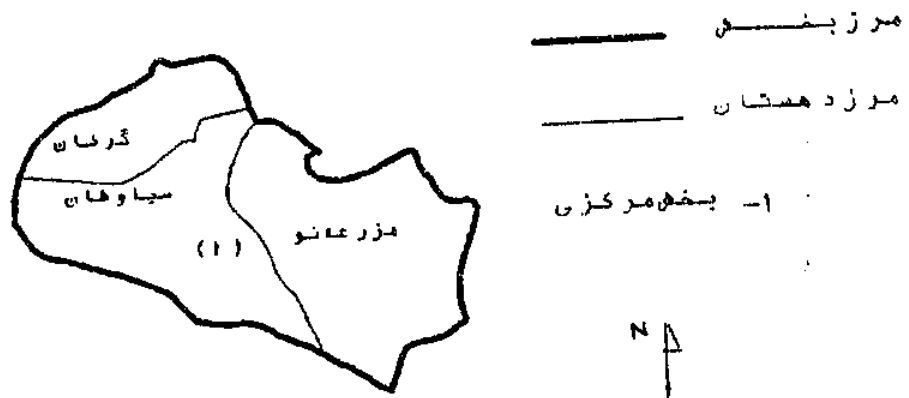 مرز بخش
مرز دهستان
۱- بخش مرکزی
گرکان
سیاوشان
(۱)
مزرعه نو
N